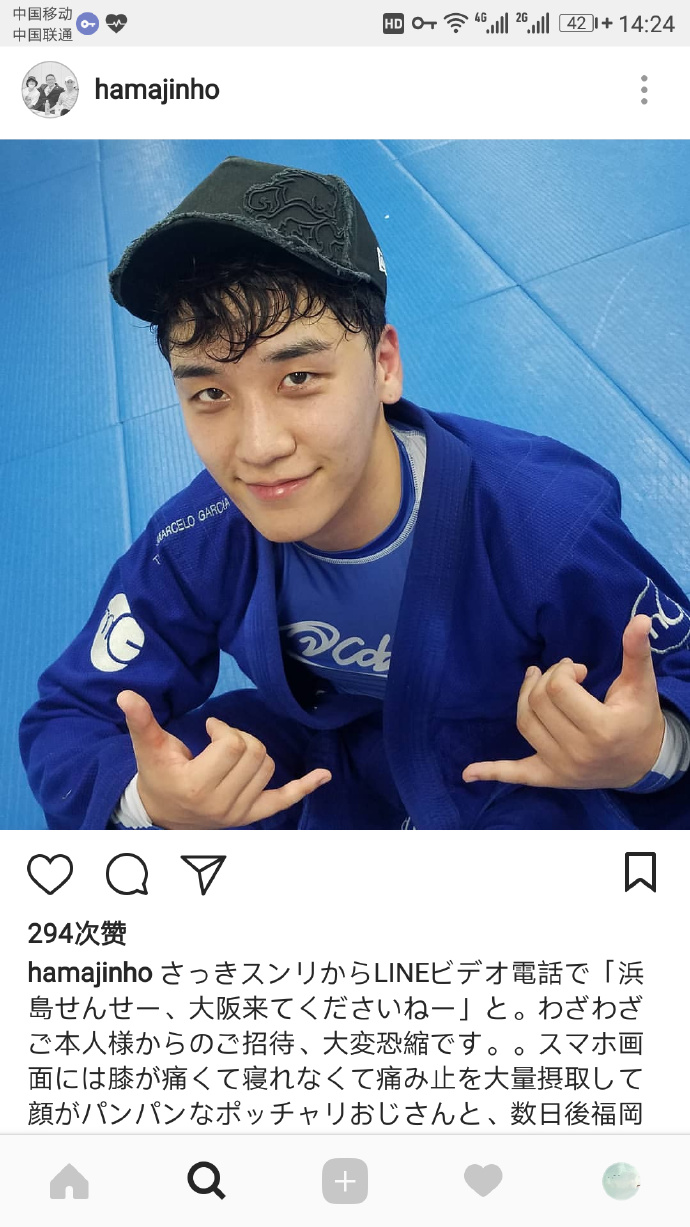 中国移动
中国联通
HD
4G
2G
42
14:24
hamajinho
MARCELO GARCIA
294次赞
hamajinho さっきスンリからLINEビデオ電話で「浜
島せんせー、大阪来てくださいねー」と。わざわざ
ご本人様からのご招待、大変恐縮です。。スマホ画
面には膝が痛くて寝れなくて痛み止を大量摂取して
顔がパンパンなポッチャリおじさんと、数日後福岡